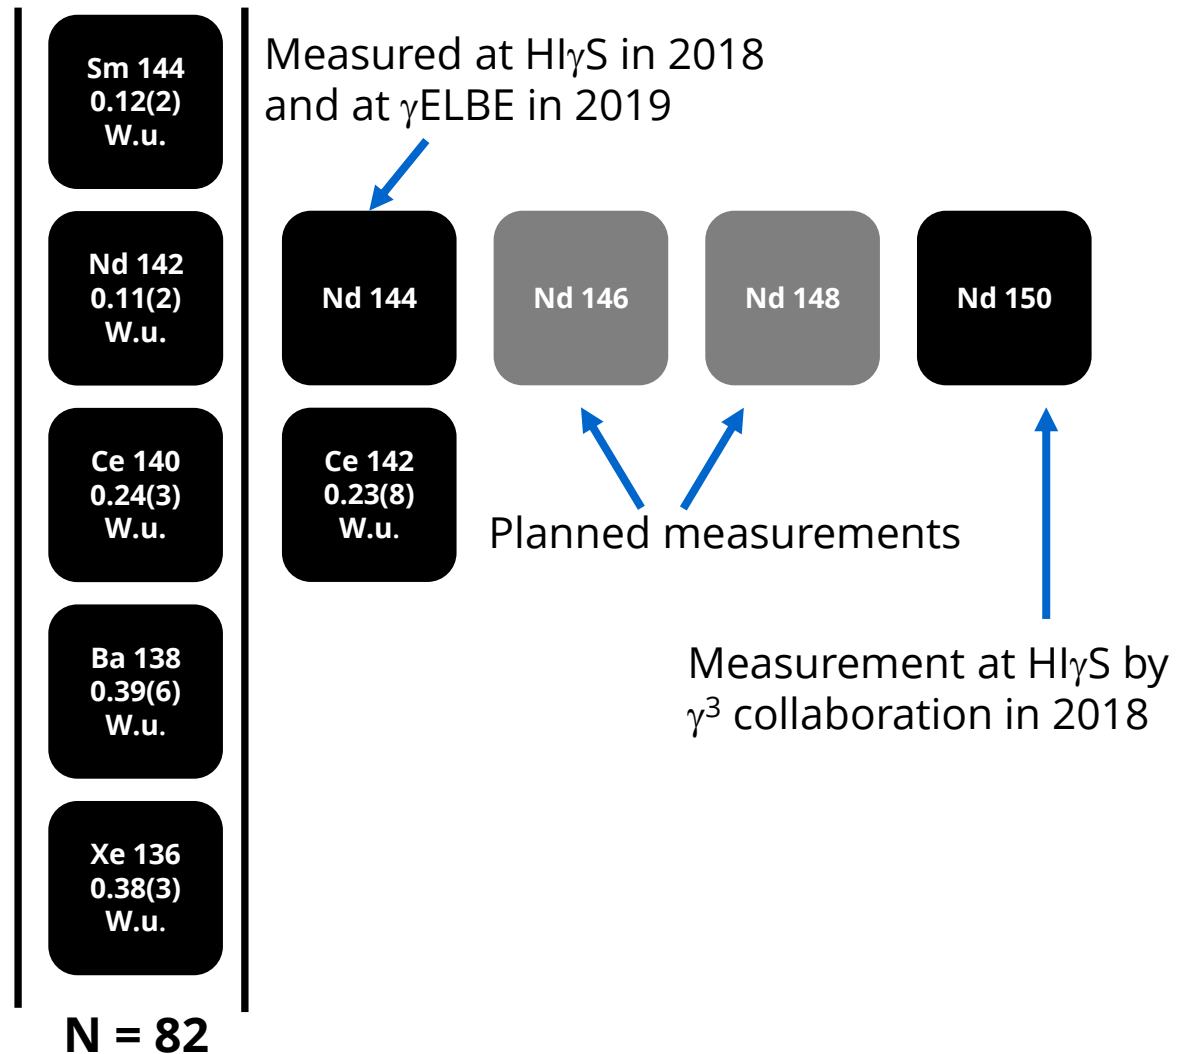 Sm 144
0.12(2)
W.u.
Measured at HIγS in 2018
and at γELBE in 2019
Nd 142
0.11(2)
W.u.
Nd 144
Nd 146
Nd 148
Nd 150
Ce 140
0.24(3)
W.u.
Ce 142
0.23(8)
W.u.
Planned measurements
Ba 138
0.39(6)
W.u.
Measurement at HIγS by
γ³ collaboration in 2018
Xe 136
0.38(3)
W.u.
N = 82